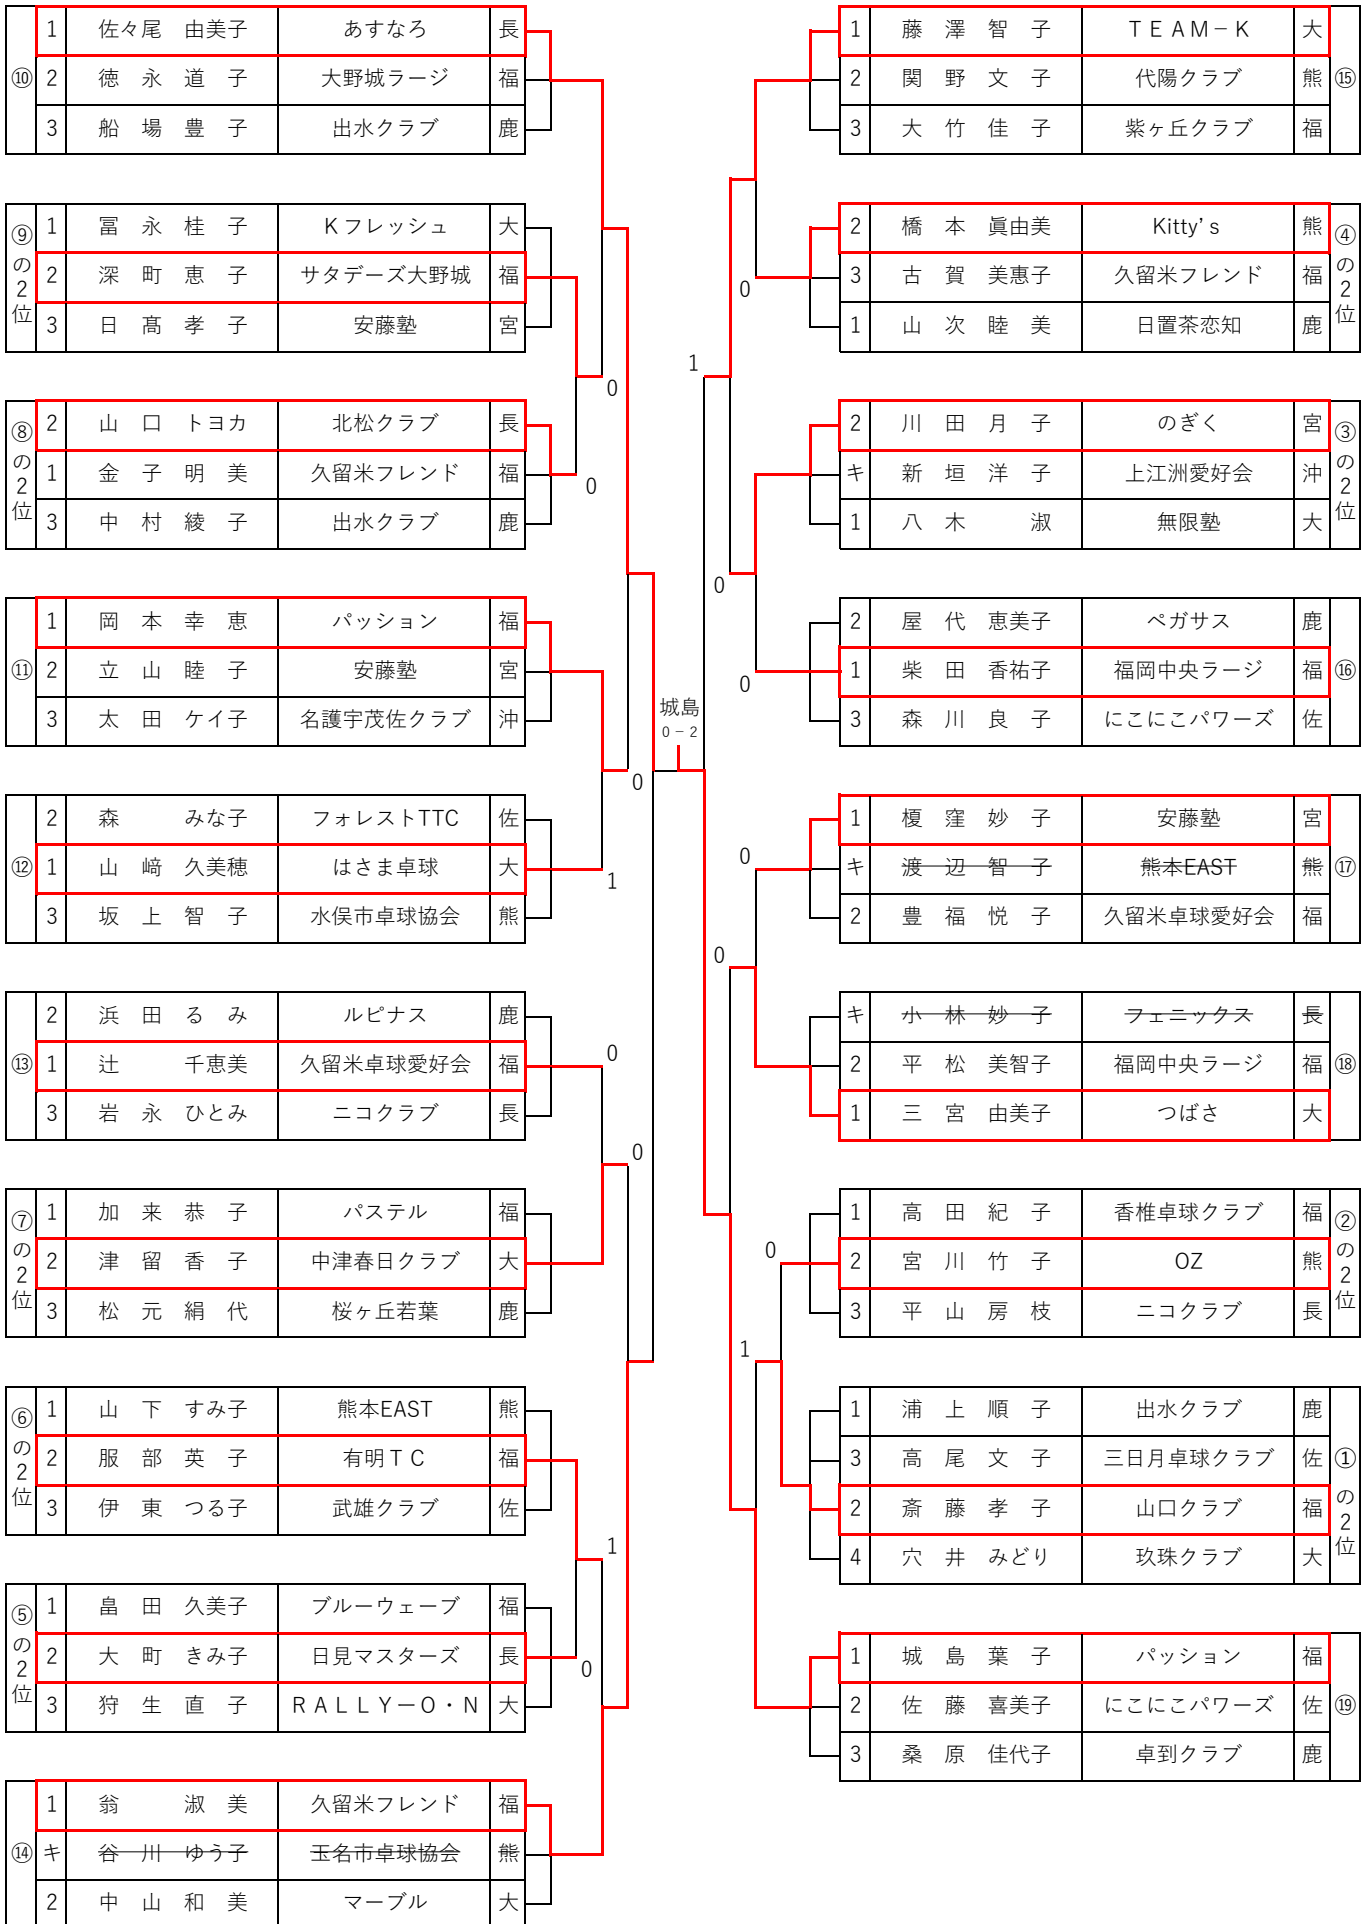 ⑩
1 佐々尾 由美子 あすなろ 長
2 徳永道子 大野城ラージ 福
3 船場豊子 出水クラブ 鹿
⑨の2位
1 冨永桂子 Kフレッシュ 大
2 深町恵子 サタデーズ大野城 福
3 日髙孝子 安藤塾 宮
0
⑧の2位
2 山口トヨカ 北松クラブ 長
1 金子明美 久留米フレンド 福
3 中村綾子 出水クラブ 鹿
0
⑪
1 岡本幸恵 パッション 福
2 立山睦子 安藤塾 宮
3 太田ケイ子 名護宇茂佐クラブ 沖
0
⑫
2 森 みな子 フォレストTTC 佐
1 山﨑久美穂 はさま卓球 大
3 坂上智子 水俣市卓球協会 熊
1
⑬
2 浜田るみ ルピナス 鹿
1 辻 千恵美 久留米卓球愛好会 福
3 岩永ひとみ ニコクラブ 長
0
0
⑦の2位
1 加来恭子 パステル 福
2 津留香子 中津春日クラブ 大
3 松元絹代 桜ヶ丘若葉 鹿
⑥の2位
1 山下すみ子 熊本EAST 熊
2 服部英子 有明TC 福
3 伊東つる子 武雄クラブ 佐
1
⑤の2位
1 畠田久美子 ブルーウェーブ 福
2 大町きみ子 日見マスターズ 長
3 狩生直子 RALLYーO・N 大
0
⑭
1 翁 淑美 久留米フレンド 福
キ 谷川ゆう子 玉名市卓球協会 熊
2 中山和美 マーブル 大
城島
0－2
⑮
1 藤澤智子 TEAM−K 大
2 関野文子 代陽クラブ 熊
3 大竹佳子 紫ヶ丘クラブ 福
④の2位
2 橋本眞由美 Kitty's 熊
3 古賀美惠子 久留米フレンド 福
1 山次睦美 日置茶恋知 鹿
0
1
③の2位
2 川田月子 のぎく 宮
キ 新垣洋子 上江洲愛好会 沖
1 八木 淑 無限塾 大
0
⑯
2 屋代恵美子 ペガサス 鹿
1 柴田香祐子 福岡中央ラージ 福
3 森川良子 にこにこパワーズ 佐
0
⑰
1 榎窪妙子 安藤塾 宮
キ 渡辺智子 熊本EAST 熊
2 豊福悦子 久留米卓球愛好会 福
0
0
⑱
キ 小林妙子 フェニックス 長
2 平松美智子 福岡中央ラージ 福
1 三宮由美子 つばさ 大
②の2位
1 高田紀子 香椎卓球クラブ 福
2 宮川竹子 OZ 熊
3 平山房枝 ニコクラブ 長
0
1
①の2位
1 浦上順子 出水クラブ 鹿
3 高尾文子 三日月卓球クラブ 佐
2 斎藤孝子 山口クラブ 福
4 穴井みどり 玖珠クラブ 大
⑲
1 城島葉子 パッション 福
2 佐藤喜美子 にこにこパワーズ 佐
3 桑原佳代子 卓到クラブ 鹿